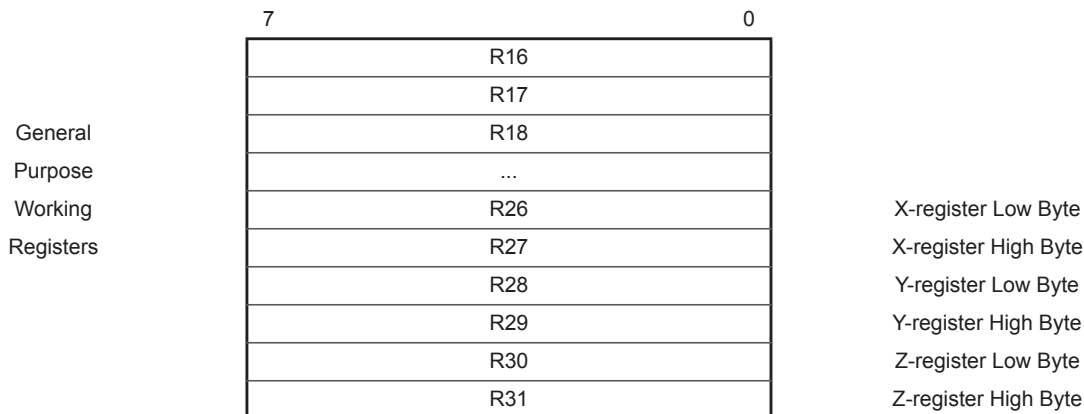 7 0
R16
R17
General R18
Purpose ...
Working R26 X-register Low Byte
Registers R27 X-register High Byte
R28 Y-register Low Byte
R29 Y-register High Byte
R30 Z-register Low Byte
R31 Z-register High Byte